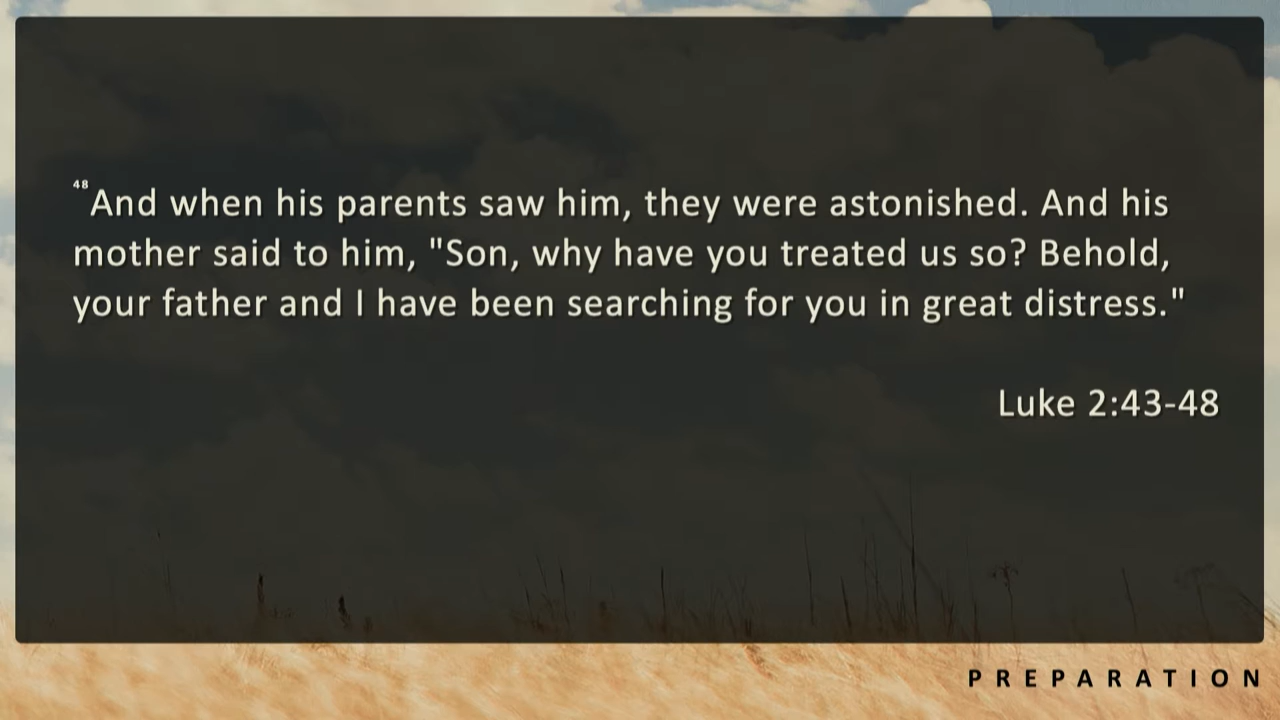 48And when his parents saw him, they were astonished. And his
mother said to him, "Son, why have you treated us so? Behold,
your father and I have been searching for you in great distress."
Luke 2:43-48
PREPARATION